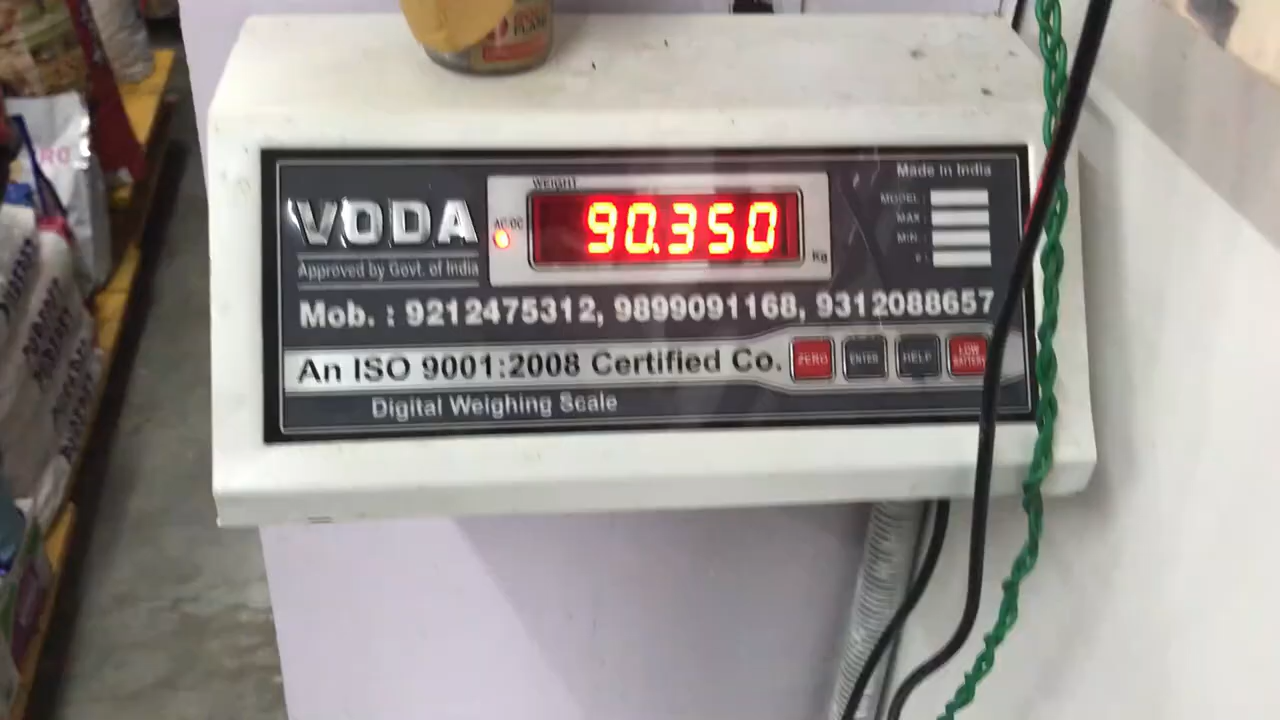 Made in India
WEIGHT
VODA
AC/DC
90.350
Kg
MODEL :
MAX :
MIN. :
Approved by Govt. of India
Mob. : 9212475312, 9899091168, 9312088657
An ISO 9001:2008 Certified Co.
ZERO
ENTER
HELP
LOW BATTERY
Digital Weighing Scale